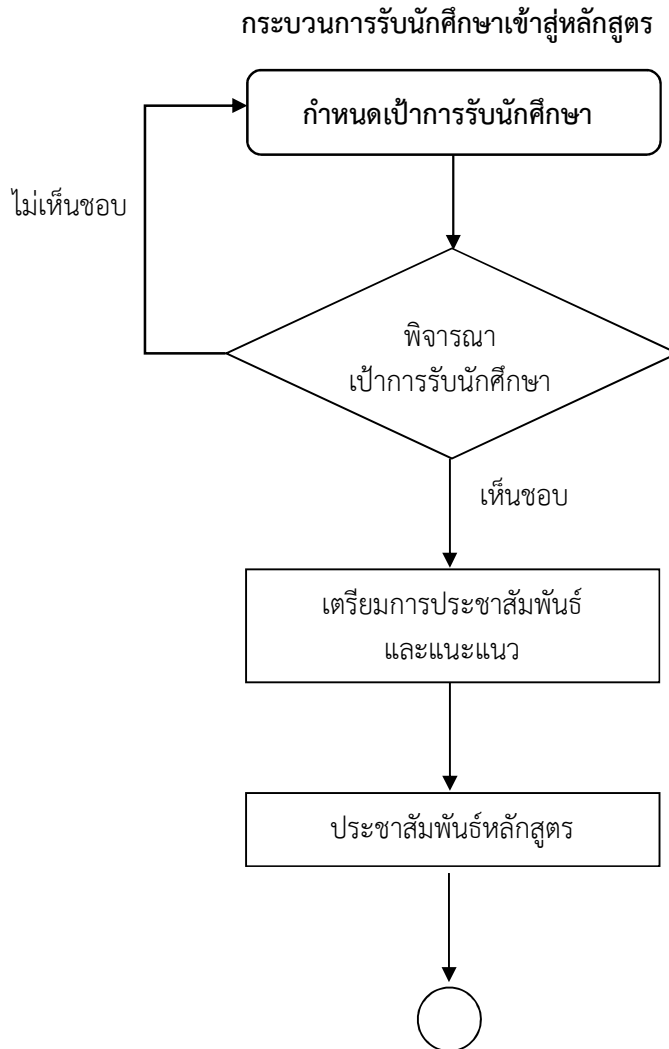 กระบวนการรับนักศึกษาเข้าสู่หลักสูตร
กำหนดเป้าการรับนักศึกษา
ไม่เห็นชอบ
พิจารณา
เป้าการรับนักศึกษา
เห็นชอบ
เตรียมการประชาสัมพันธ์
และแนะแนว
ประชาสัมพันธ์หลักสูตร